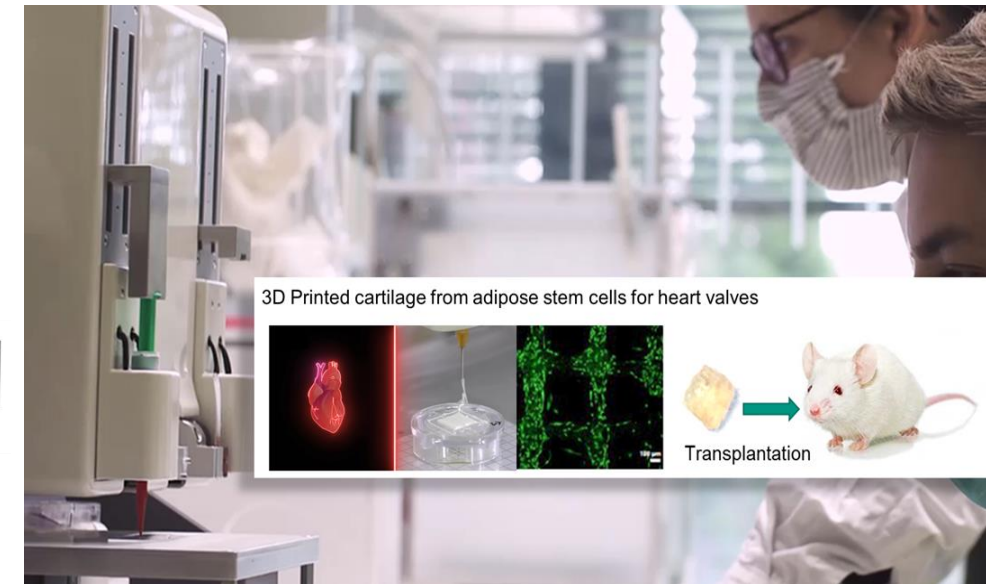 3D Printed cartilage from adipose stem cells for heart valves
Transplantation